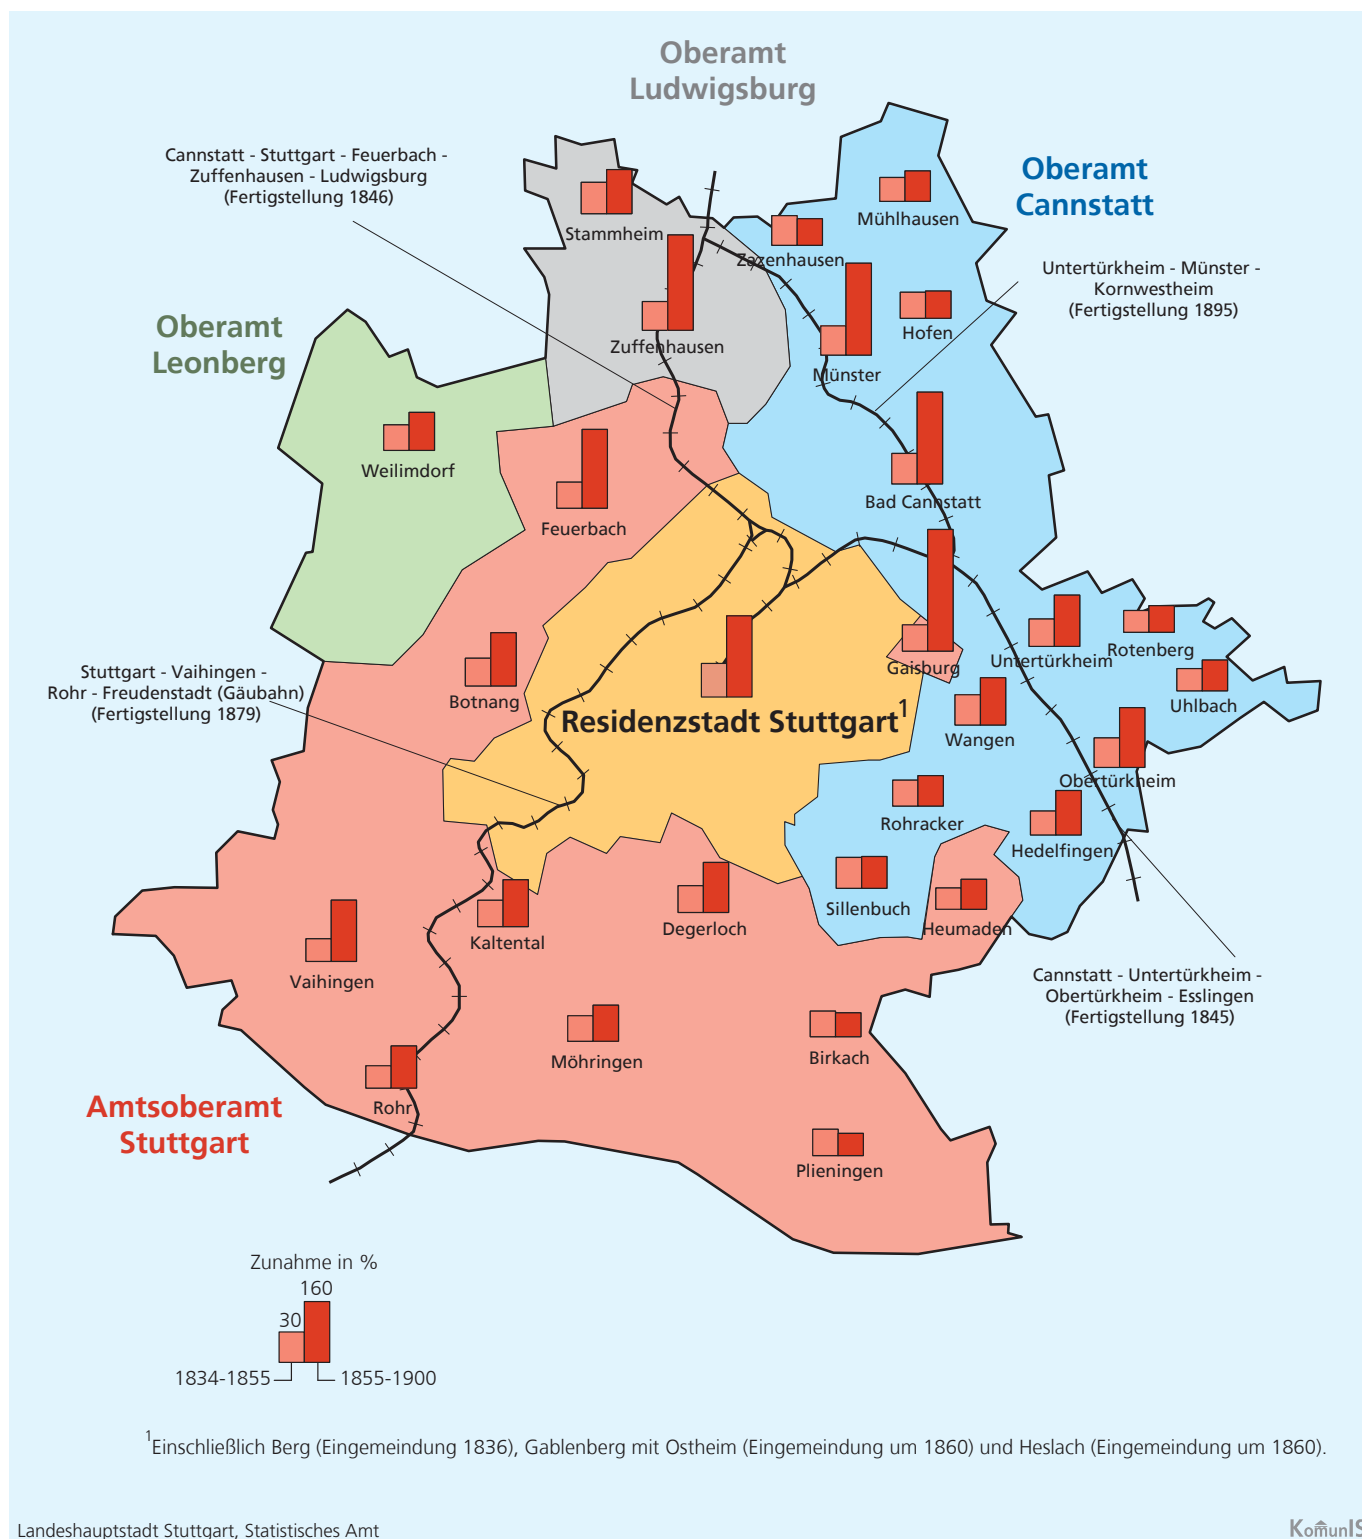 Oberamt
Ludwigsburg
Cannstatt - Stuttgart - Feuerbach -
Zuffenhausen - Ludwigsburg
(Fertigstellung 1846)
Oberamt
Cannstatt
Mühlhausen
Stammheim
Zazenhausen
Untertürkheim - Münster -
Kornwestheim
(Fertigstellung 1895)
Hofen
Oberamt
Leonberg
Zuffenhausen
Münster
Weilimdorf
Bad Cannstatt
Feuerbach
Stuttgart - Vaihingen -
Rohr - Freudenstadt (Gäubahn)
(Fertigstellung 1879)
Botnang
Gaisburg
Untertürkheim
Rotenberg
Uhlbach
Residenzstadt Stuttgart1
Wangen
Obertürkheim
Rohracker
Hedelfingen
Sillenbuch
Heumaden
Degerloch
Kaltental
Vaihingen
Cannstatt - Untertürkheim -
Obertürkheim - Esslingen
(Fertigstellung 1845)
Möhringen
Birkach
Rohr
Amtsoberamt
Stuttgart
Plieningen
Zunahme in %
160
30
1834-1855
1855-1900
1Einschließlich Berg (Eingemeindung 1836), Gablenberg mit Ostheim (Eingemeindung um 1860) und Heslach (Eingemeindung um 1860).
Landeshauptstadt Stuttgart, Statistisches Amt
KomunIS